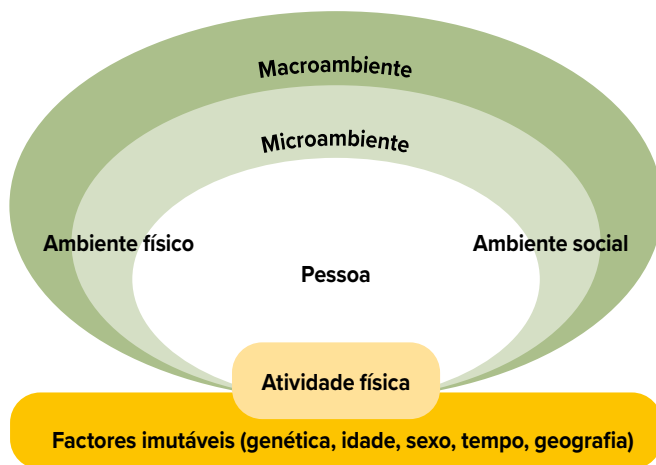 Macroambiente
Microambiente
Ambiente físico
Ambiente social
Pessoa
Atividade física
Factores imutáveis (genética, idade, sexo, tempo, geografia)